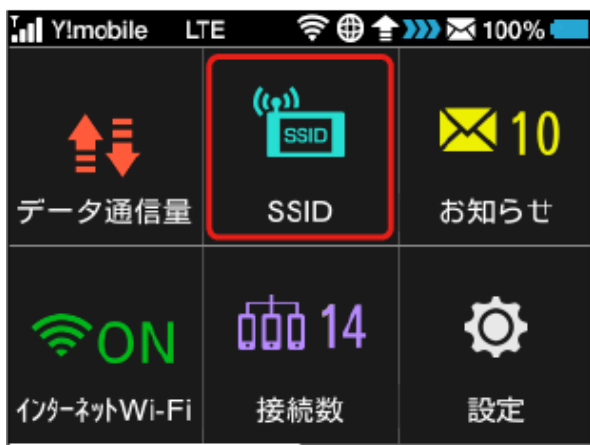 Y!mobile LTE 100%
SSID
10
データ通信量 SSID お知らせ
ON 14
インターネットWi-Fi 接続数 設定